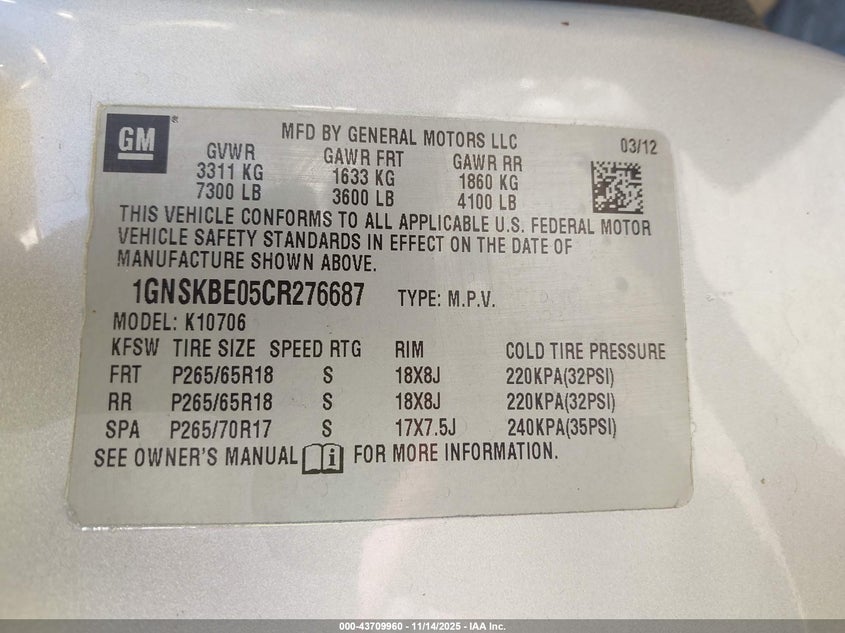 GM
®
MFD BY GENERAL MOTORS LLC
03/12
GVWR GAWR FRT GAWR RR
3311 KG 1633 KG 1860 KG
7300 LB 3600 LB 4100 LB
THIS VEHICLE CONFORMS TO ALL APPLICABLE U.S. FEDERAL MOTOR
VEHICLE SAFETY STANDARDS IN EFFECT ON THE DATE OF
MANUFACTURE SHOWN ABOVE.
1GNSKBE05CR276687 TYPE: M.P.V.
MODEL: K10706
KFSW TIRE SIZE SPEED RTG RIM COLD TIRE PRESSURE
FRT P265/65R18 S 18X8J 220KPA(32PSI)
RR P265/65R18 S 18X8J 220KPA(32PSI)
SPA P265/70R17 S 17X7.5J 240KPA(35PSI)
SEE OWNER'S MANUAL FOR MORE INFORMATION.
000-43709960 - 11/14/2025 - IAA Inc.